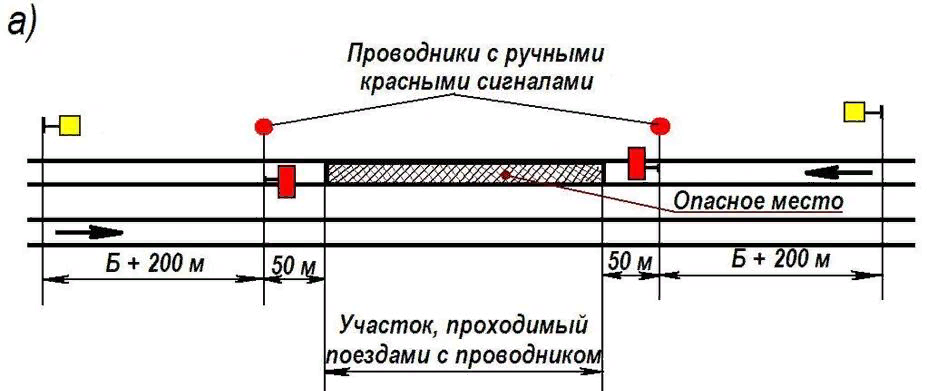 а)
Проводники с ручными
красными сигналами
Опасное место
Б + 200 м
50 м
50 м
Б + 200 м
Участок, проходимый
поездами с проводником